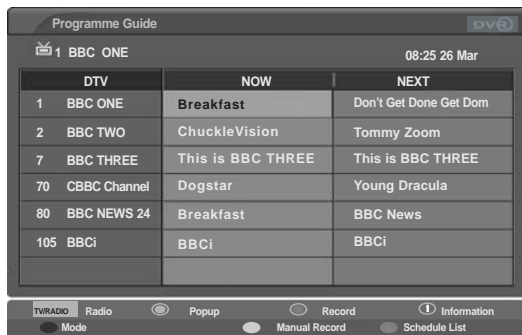 Programme Guide
DVR
1 BBC ONE
08:25 26 Mar
DTV NOW NEXT
1 BBC ONE Breakfast Don't Get Done Get Dom
2 BBC TWO ChuckleVision Tommy Zoom
7 BBC THREE This is BBC THREE This is BBC THREE
70 CBBC Channel Dogstar Young Dracula
80 BBC NEWS 24 Breakfast BBC News
105 BBCi BBCi BBCi
TV/RADIO Radio Popup Record Information
Mode Manual Record Schedule List